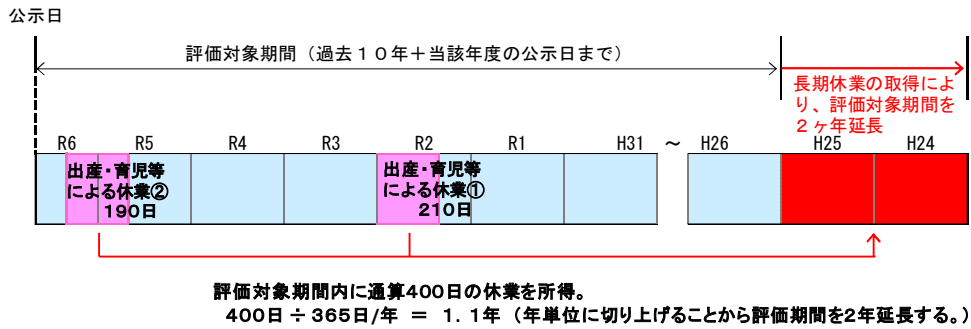 公示日
評価対象期間（過去１０年＋当該年度の公示日まで）
長期休業の取得によ
り、評価対象期間を
２ヶ年延長
R6 R5 R4 R3 R2 R1 H31 ～ H26 H25 H24
出産・育児等
による休業②
190日
出産・育児等
による休業①
210日
評価対象期間内に通算400日の休業を所得。
400日 ÷ 365日/年 ＝ 1.1年（年単位に切り上げることから評価期間を2年延長する。）